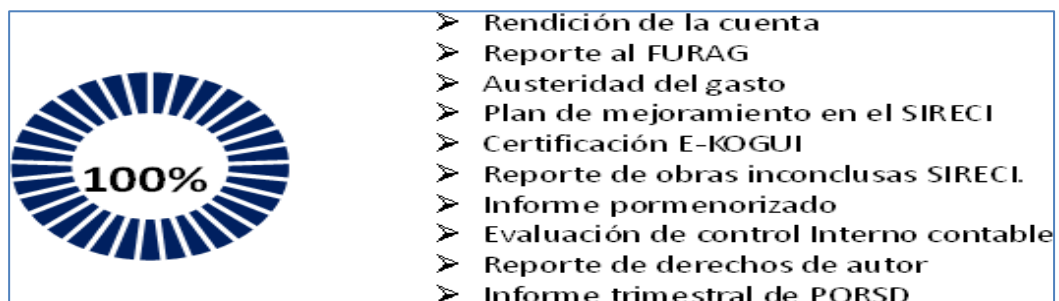 100%
➢ Rendición de la cuenta
➢ Reporte al FURAG
➢ Austeridad del gasto
➢ Plan de mejoramiento en el SIRECI
➢ Certificación E-KOGUI
➢ Reporte de obras inconclusas SIRECI.
➢ Informe pormenorizado
➢ Evaluación de control Interno contable
➢ Reporte de derechos de autor
➢ Informe trimestral de PQRSD